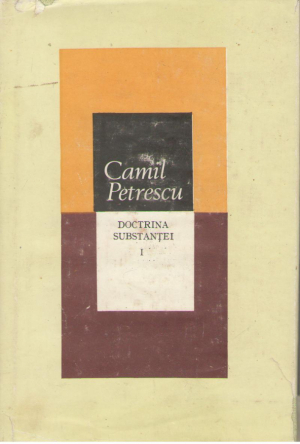 Camil
Petrescu
DOCTRINA
SUBSTANȚEI
I